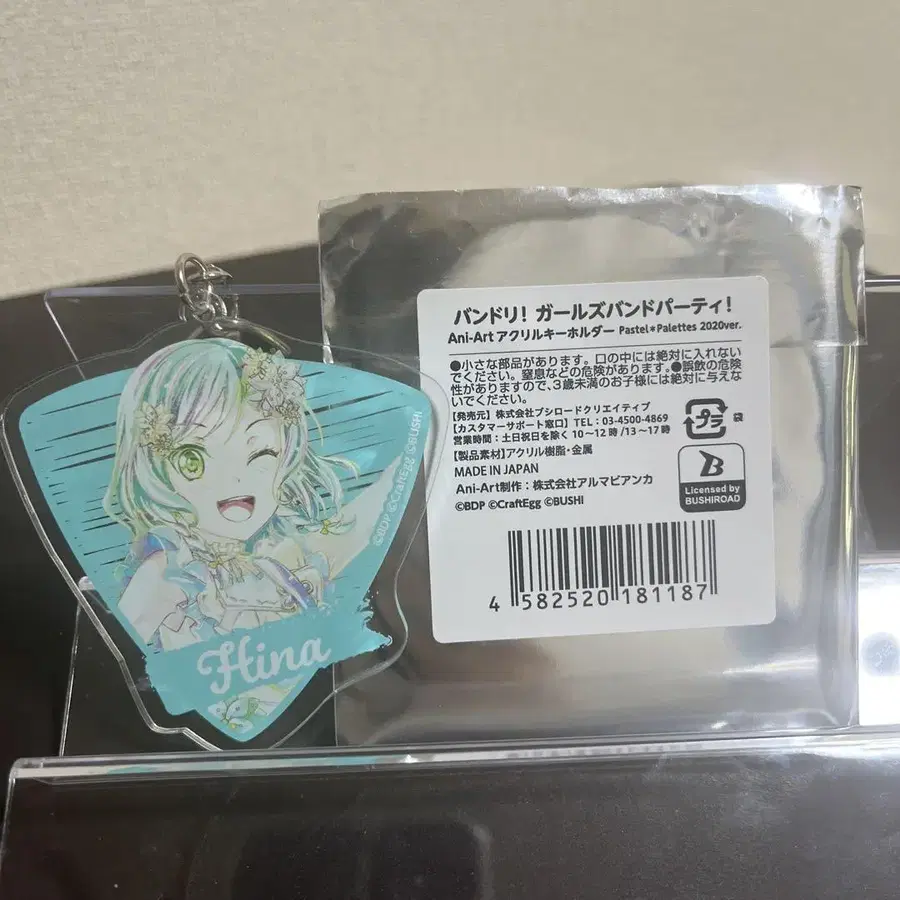 Hina
©BDP ©CraftEgg ©BUSHI
バンドリ！ ガールズバンドパーティ！
Ani-Art アクリルキーホルダー Pastel＊Palettes 2020ver.
●小さな部品があります。口の中には絶対に入れない
でください。窒息などの危険があります。●誤飲の危険
性がありますので、3歳未満のお子様には絶対に与えな
いでください。
【発売元】株式会社ブシロードクリエイティブ
【カスタマーサポート窓口】TEL：03-4500-4869
営業時間：土日祝日を除く 10～12時/13～17時
【製品素材】アクリル樹脂・金属
MADE IN JAPAN
Ani-Art制作：株式会社アルマビアンカ
©BDP ©CraftEgg ©BUSHI
プラ
袋
Licensed by
BUSHIROAD
4 582520 181187